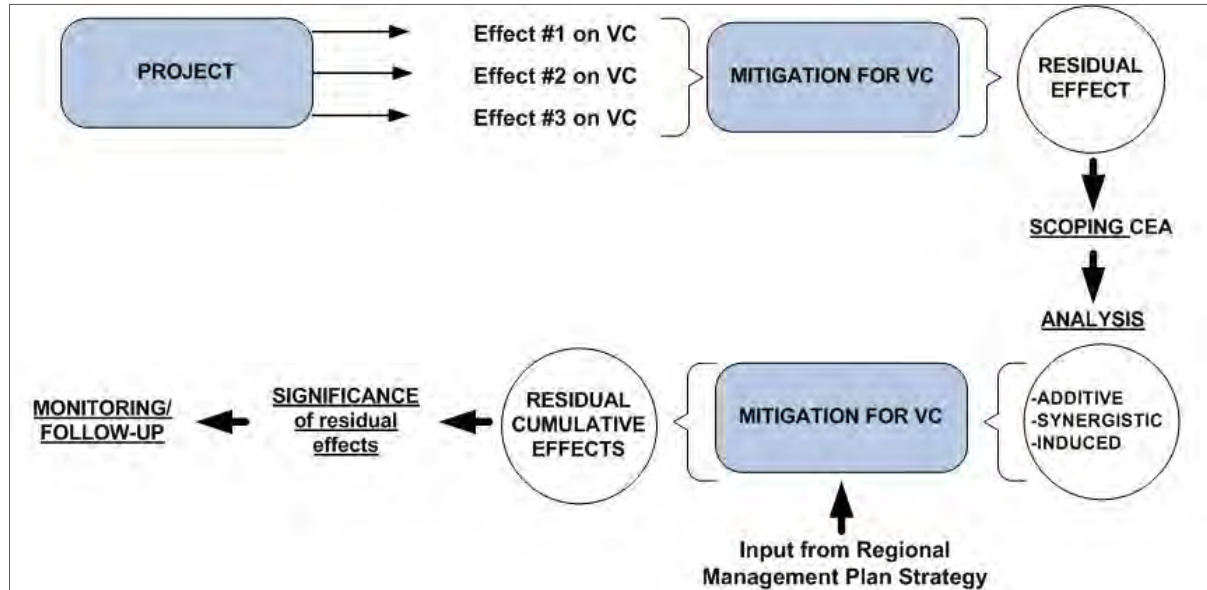 PROJECT
Effect #1 on VC
Effect #2 on VC
Effect #3 on VC
MITIGATION FOR VC
RESIDUAL
EFFECT
SCOPING CEA
ANALYSIS
-ADDITIVE
-SYNERGISTIC
-INDUCED
MITIGATION FOR VC
Input from Regional
Management Plan Strategy
RESIDUAL
CUMULATIVE
EFFECTS
SIGNIFICANCE
of residual
effects
MONITORING/
FOLLOW-UP